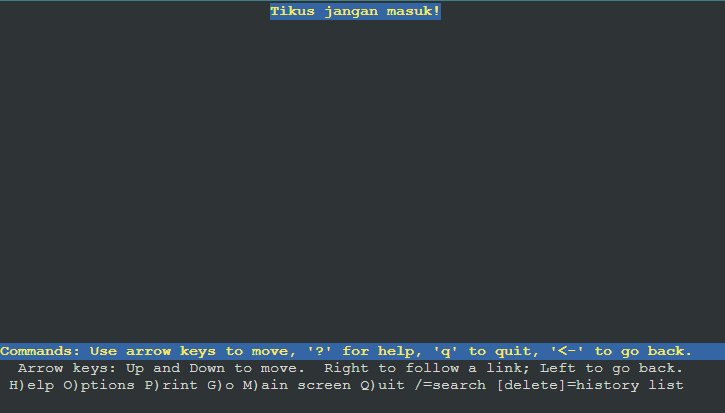 Tikus jangan masuk!
Commands: Use arrow keys to move, '?' for help, 'q' to quit, '<-' to go back.
Arrow keys: Up and Down to move.  Right to follow a link; Left to go back.
H)elp O)ptions P)rint G)o M)ain screen Q)uit /=search [delete]=history list